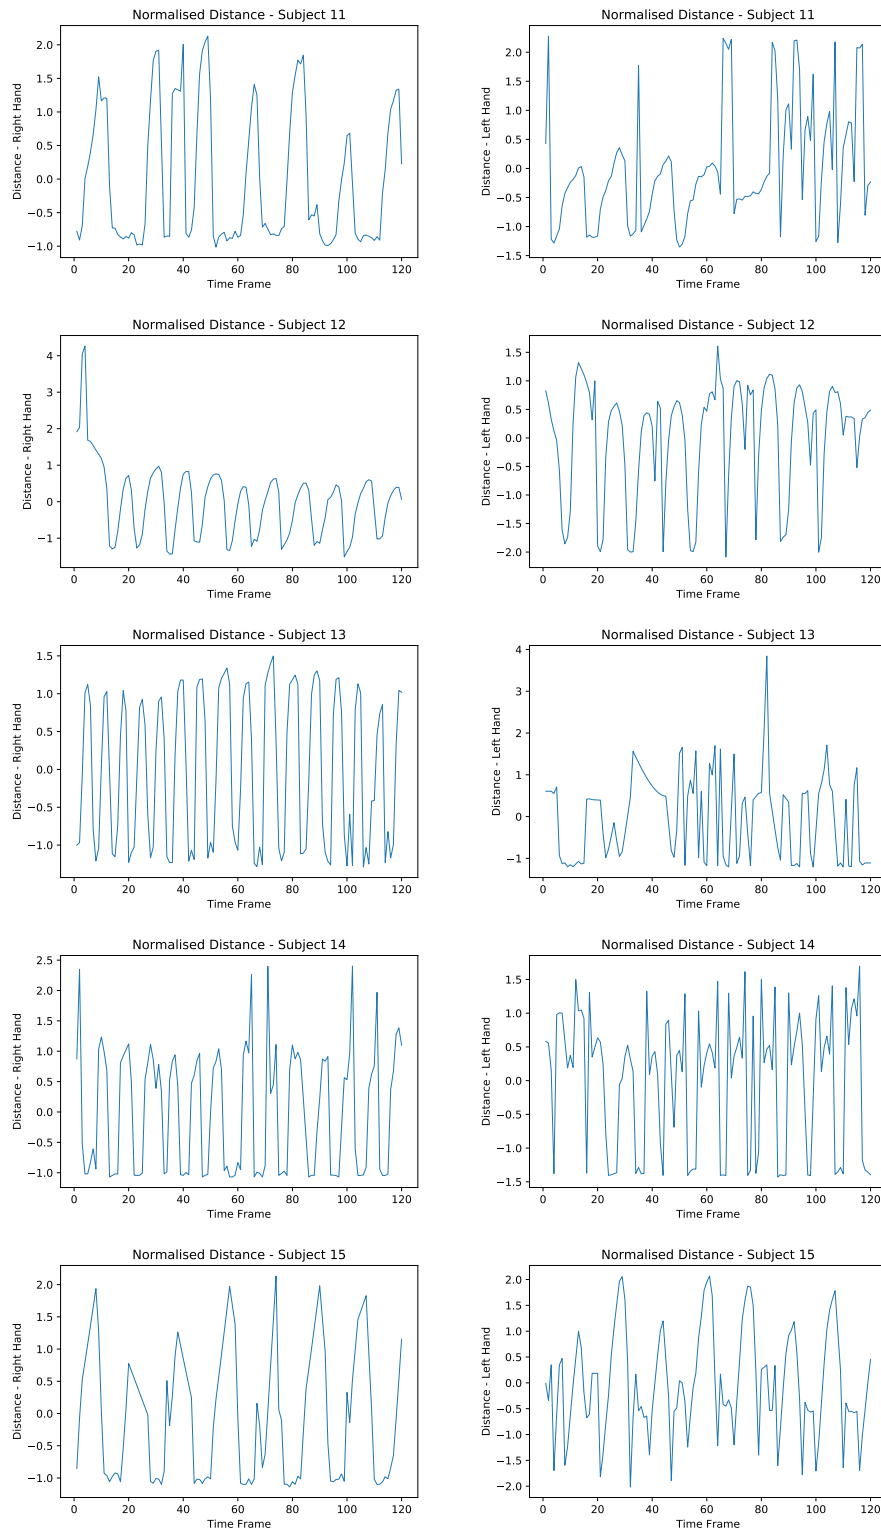 Normalised Distance - Subject 11
Distance - Right Hand
2.0
1.5
1.0
0.5
0.0
−0.5
−1.0
0 20 40 60 80 100 120
Time Frame
Normalised Distance - Subject 11
Distance - Left Hand
2.0
1.5
1.0
0.5
0.0
−0.5
−1.0
−1.5
0 20 40 60 80 100 120
Time Frame
Normalised Distance - Subject 12
Distance - Right Hand
4
3
2
1
0
−1
0 20 40 60 80 100 120
Time Frame
Normalised Distance - Subject 12
Distance - Left Hand
1.5
1.0
0.5
0.0
−0.5
−1.0
−1.5
−2.0
0 20 40 60 80 100 120
Time Frame
Normalised Distance - Subject 13
Distance - Right Hand
1.5
1.0
0.5
0.0
−0.5
−1.0
0 20 40 60 80 100 120
Time Frame
Normalised Distance - Subject 13
Distance - Left Hand
4
3
2
1
0
−1
0 20 40 60 80 100 120
Time Frame
Normalised Distance - Subject 14
Distance - Right Hand
2.5
2.0
1.5
1.0
0.5
0.0
−0.5
−1.0
0 20 40 60 80 100 120
Time Frame
Normalised Distance - Subject 14
Distance - Left Hand
1.5
1.0
0.5
0.0
−0.5
−1.0
−1.5
0 20 40 60 80 100 120
Time Frame
Normalised Distance - Subject 15
Distance - Right Hand
2.0
1.5
1.0
0.5
0.0
−0.5
−1.0
0 20 40 60 80 100 120
Time Frame
Normalised Distance - Subject 15
Distance - Left Hand
2.0
1.5
1.0
0.5
0.0
−0.5
−1.0
−1.5
−2.0
0 20 40 60 80 100 120
Time Frame